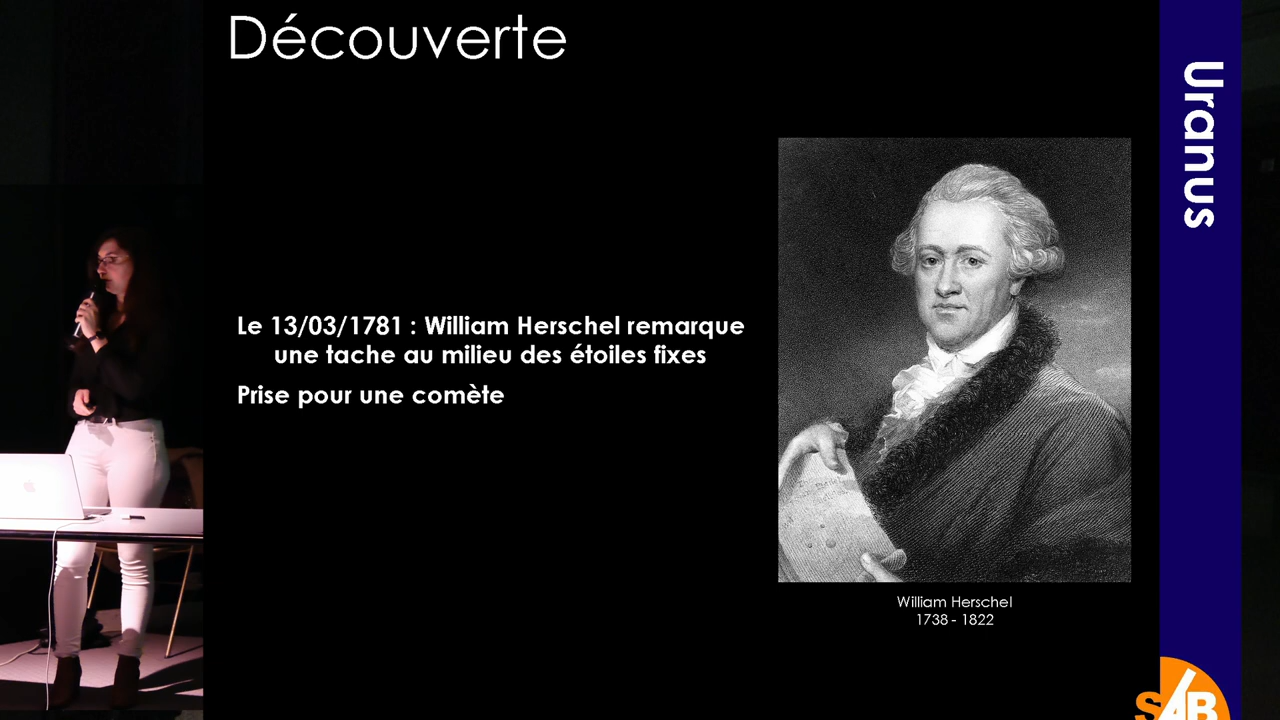 Découverte
Uranus
Le 13/03/1781 : William Herschel remarque
une tache au milieu des étoiles fixes
Prise pour une comète
William Herschel
1738 - 1822
SAB